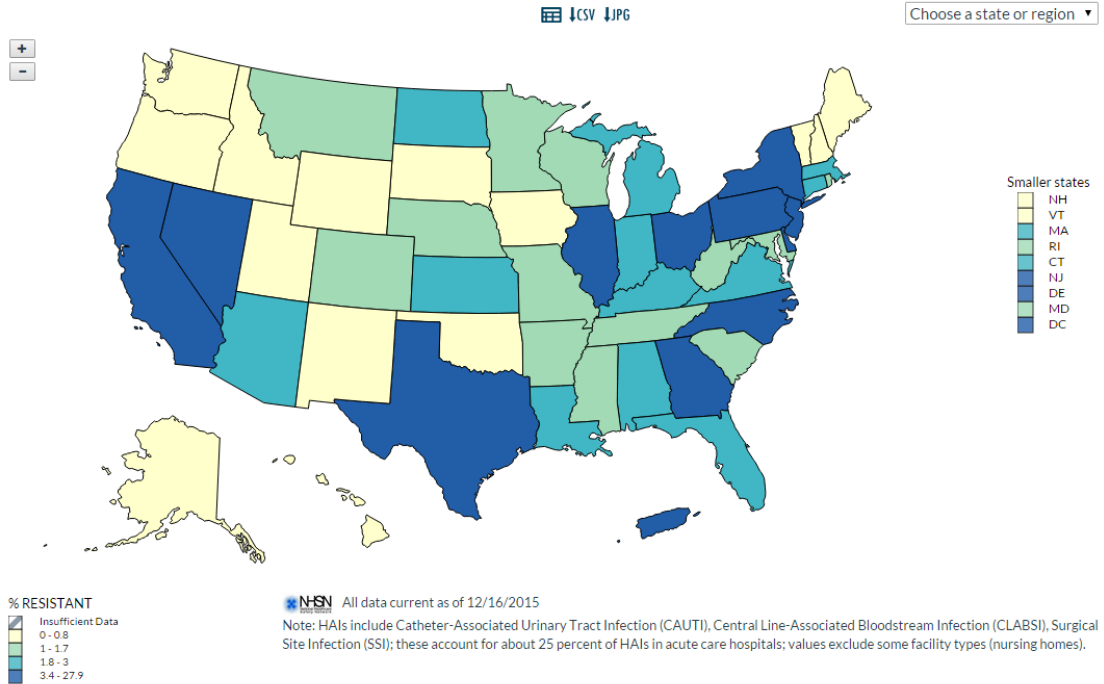 CSV JPG
Choose a state or region
+
−
Smaller states
NH
VT
MA
RI
CT
NJ
DE
MD
DC
% RESISTANT
Insufficient Data
0 - 0.8
1 - 1.7
1.8 - 3
3.4 - 27.9
NHSN All data current as of 12/16/2015
Note: HAIs include Catheter-Associated Urinary Tract Infection (CAUTI), Central Line-Associated Bloodstream Infection (CLABSI), Surgical
Site Infection (SSI); these account for about 25 percent of HAIs in acute care hospitals; values exclude some facility types (nursing homes).